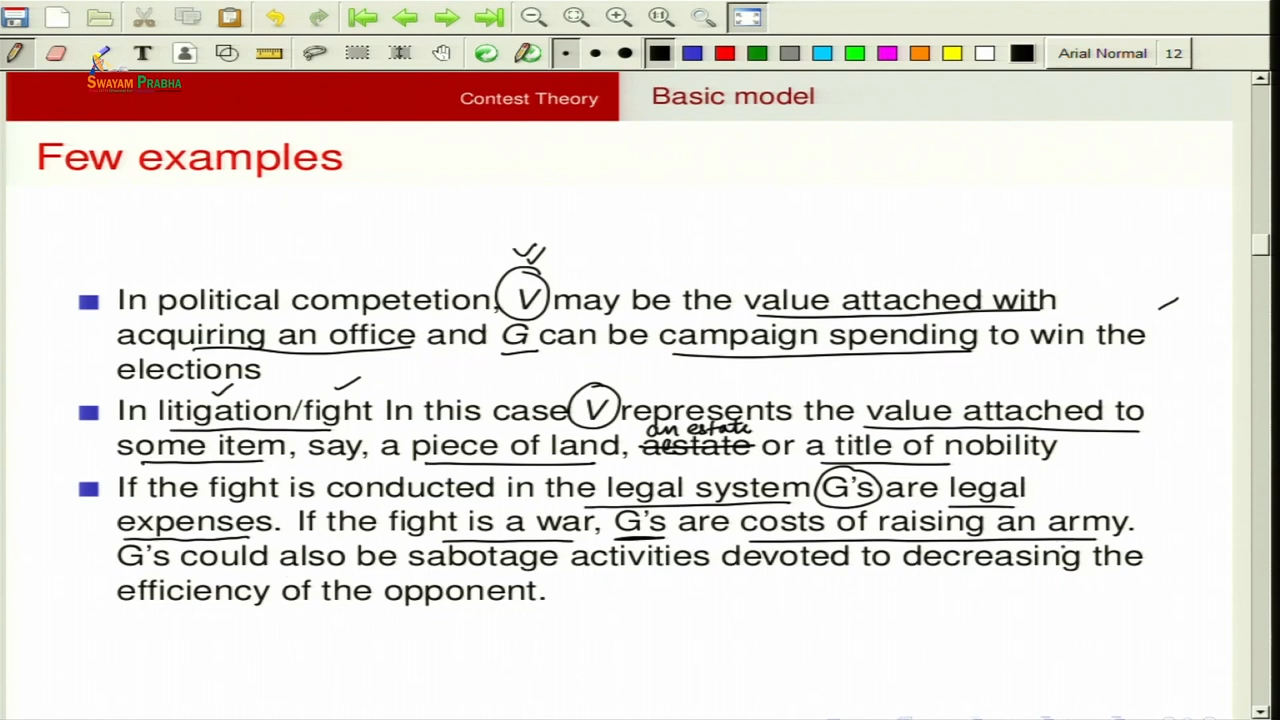 Arial Normal 12
SWAYAM PRABHA
Contest Theory Basic model
Few examples
In political competetion, V may be the value attached with
acquiring an office and G can be campaign spending to win the
elections
In litigation/fight In this case V represents the value attached to
an estate
some item, say, a piece of land, aestate or a title of nobility
If the fight is conducted in the legal system G's are legal
expenses. If the fight is a war, G's are costs of raising an army.
G's could also be sabotage activities devoted to decreasing the
efficiency of the opponent.